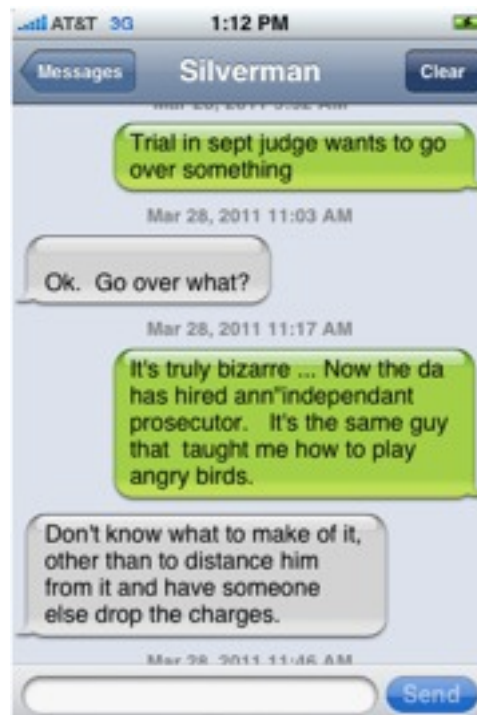 AT&T 3G 1:12 PM
Messages Silverman Clear
Trial in sept judge wants to go
over something
Mar 28, 2011 11:03 AM
Ok. Go over what?
Mar 28, 2011 11:17 AM
It's truly bizarre ... Now the da
has hired ann"independant
prosecutor. It's the same guy
that taught me how to play
angry birds.
Don't know what to make of it,
other than to distance him
from it and have someone
else drop the charges.
Mar 28, 2011 11:46 AM
Send